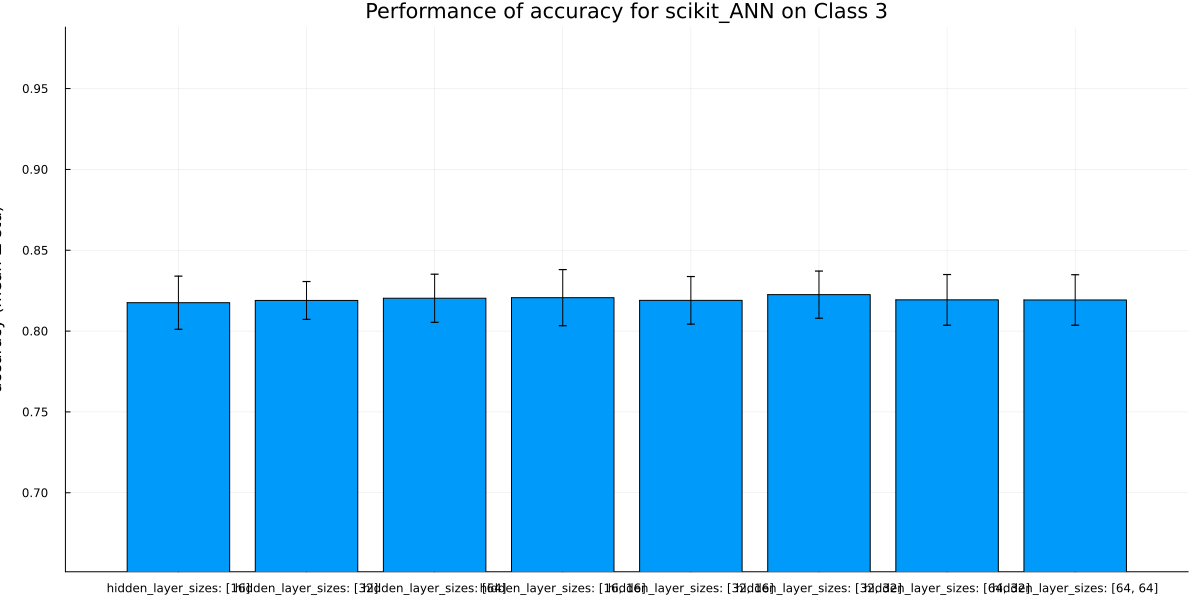 Performance of accuracy for scikit_ANN on Class 3
0.95
0.90
0.85
0.80
0.75
0.70
hidden_layer_sizes: [16]
hidden_layer_sizes: [32]
hidden_layer_sizes: [64]
hidden_layer_sizes: [16, 16]
hidden_layer_sizes: [32, 16]
hidden_layer_sizes: [32, 32]
hidden_layer_sizes: [64, 32]
hidden_layer_sizes: [64, 64]